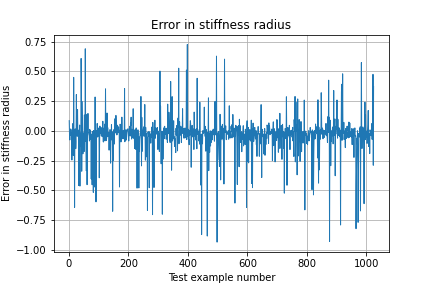 Error in stiffness radius
0.75
0.50
0.25
0.00
−0.25
−0.50
−0.75
−1.00
Error in stiffness radius
0 200 400 600 800 1000
Test example number